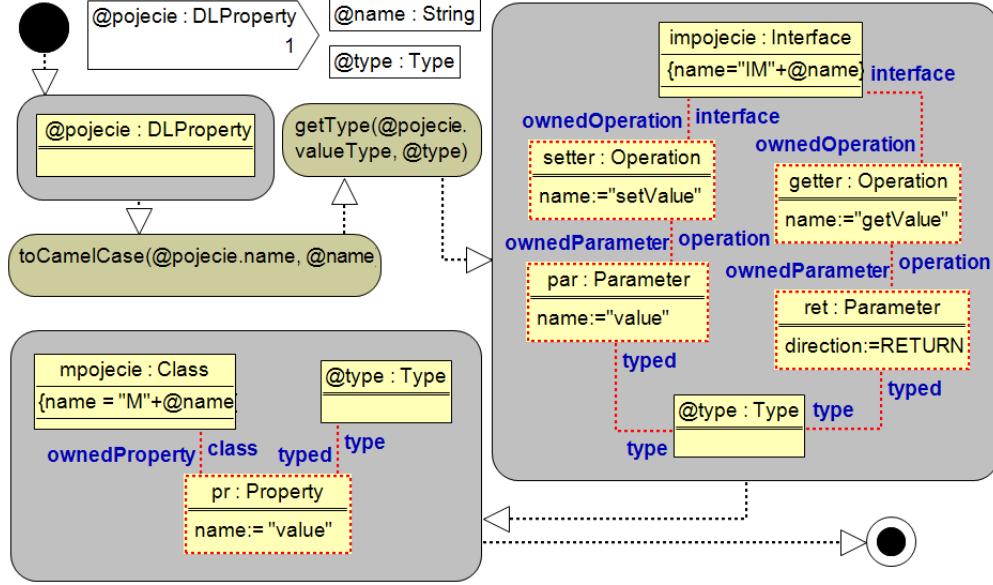 @pojecie : DLProperty
1
@name : String
@type : Type
@pojecie : DLProperty
getType(@pojecie.
valueType, @type)
toCamelCase(@pojecie.name, @name
impojecie : Interface
{name="IM"+@name}
interface
interface
ownedOperation
ownedOperation
setter : Operation
name:="setValue"
getter : Operation
name:="getValue"
ownedParameter
operation
ownedParameter
operation
par : Parameter
name:="value"
ret : Parameter
direction:=RETURN
typed
typed
@type : Type
type
type
mpojecie : Class
{name = "M"+@name
@type : Type
ownedProperty
class
typed
type
pr : Property
name:= "value"